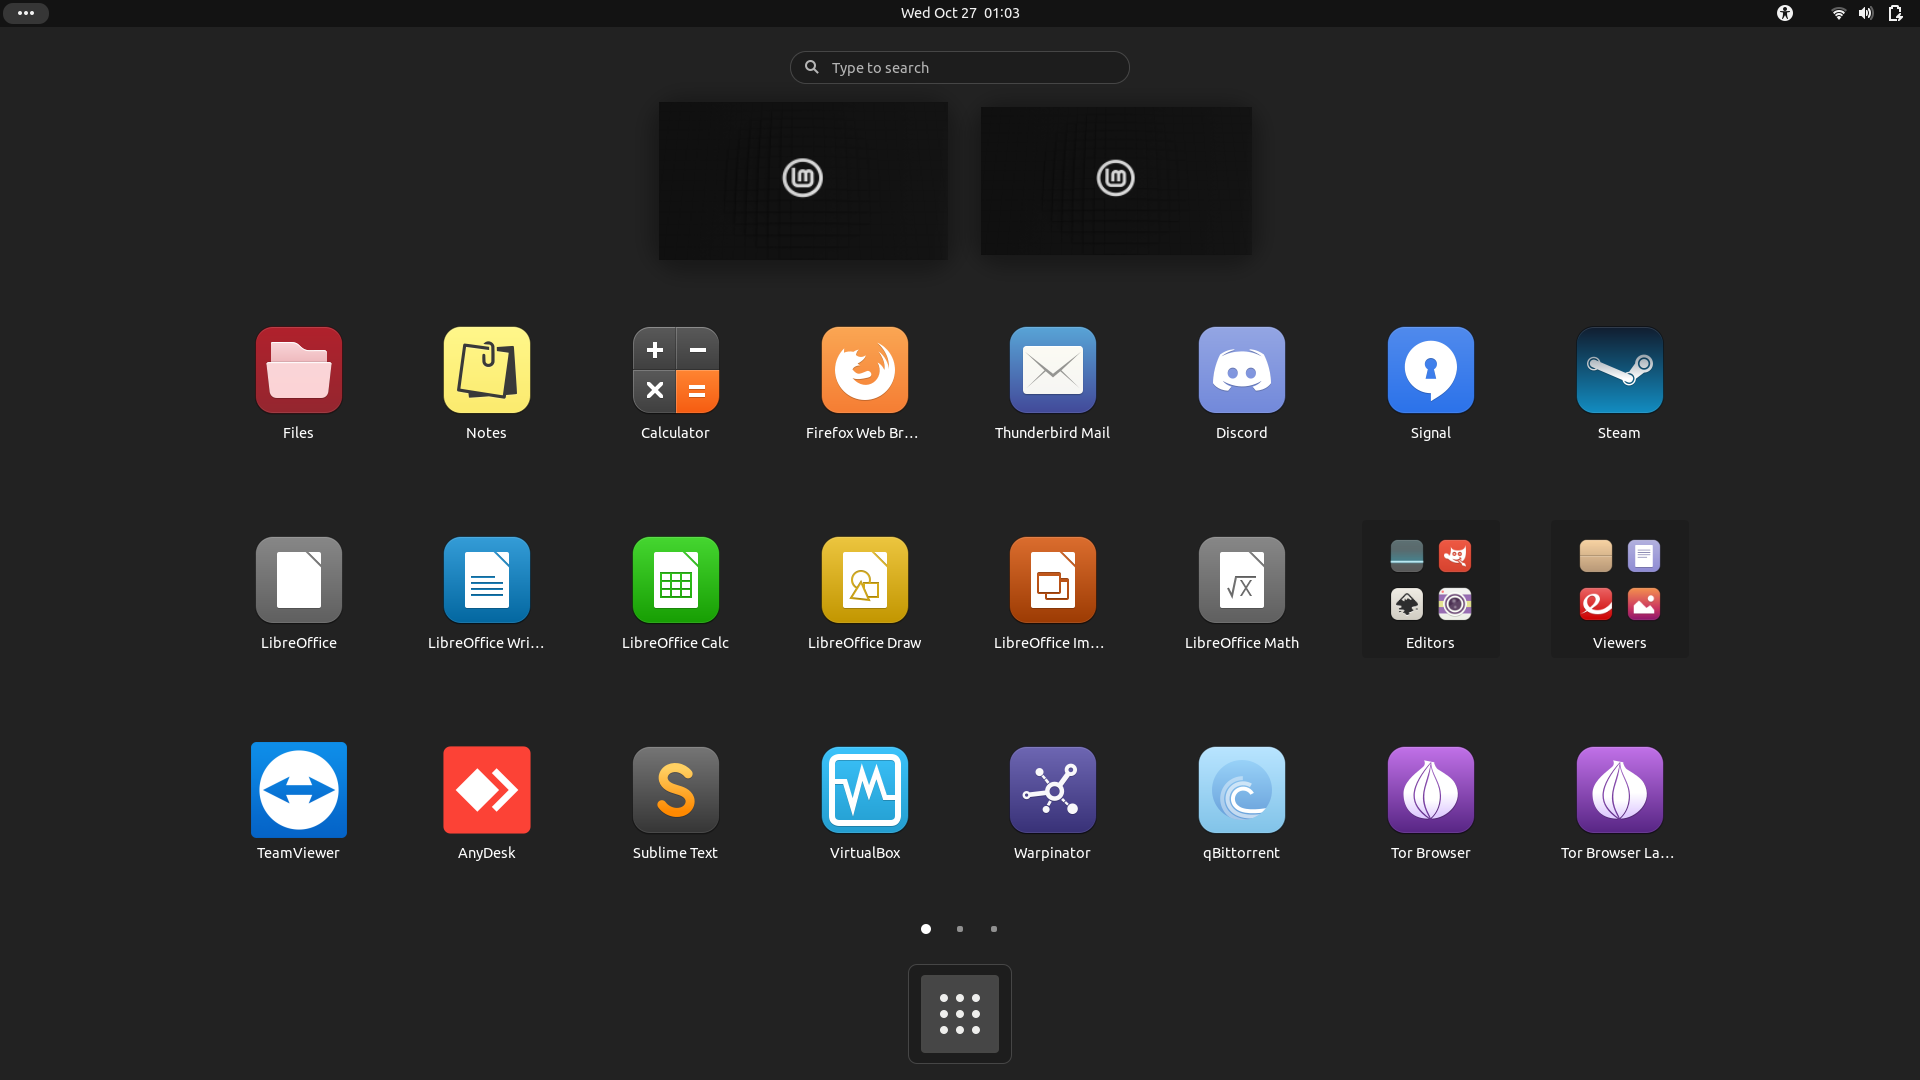 Wed Oct 27 01:03
Type to search
Files
Notes
Calculator
Firefox Web Br…
Thunderbird Mail
Discord
Signal
Steam
LibreOffice
LibreOffice Wri…
LibreOffice Calc
LibreOffice Draw
LibreOffice Im…
LibreOffice Math
Editors
Viewers
TeamViewer
AnyDesk
Sublime Text
VirtualBox
Warpinator
qBittorrent
Tor Browser
Tor Browser La…